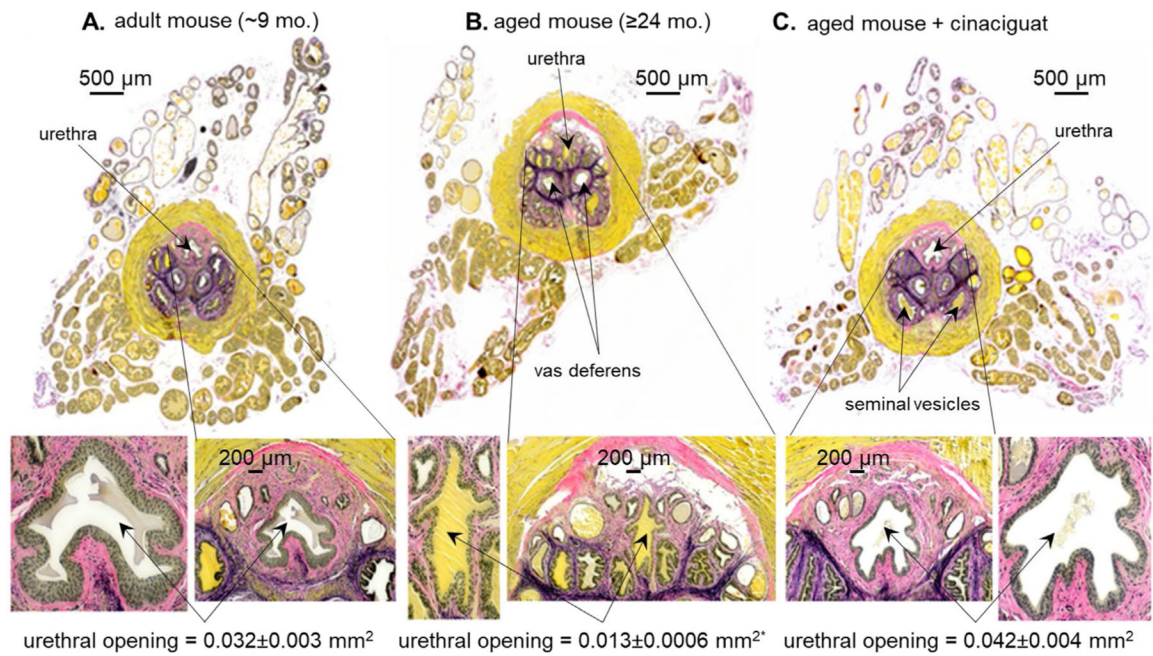 A. adult mouse (~9 mo.)
B. aged mouse (≥24 mo.)
C. aged mouse + cinaciguat
500 µm
urethra
urethra
500 µm
vas deferens
500 µm
urethra
seminal vesicles
200 µm
200 µm
200 µm
urethral opening = 0.032±0.003 mm²
urethral opening = 0.013±0.0006 mm²*
urethral opening = 0.042±0.004 mm²